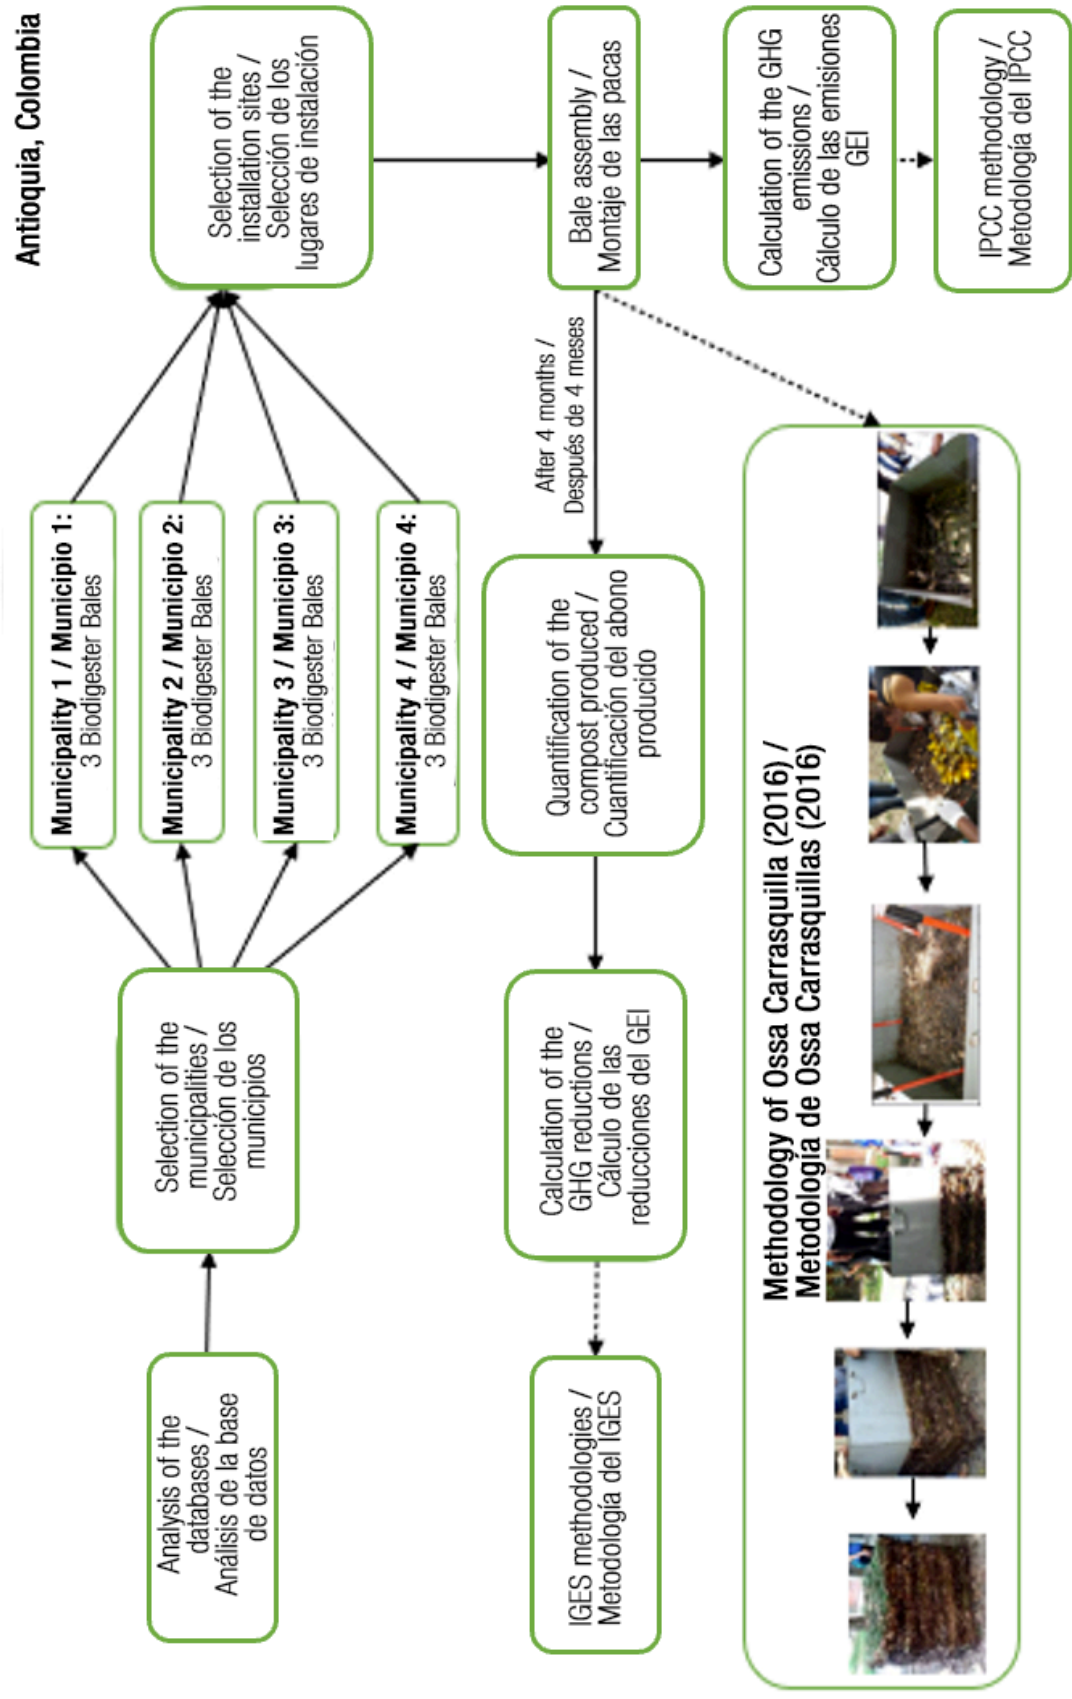 Antioquia, Colombia
Analysis of the
databases /
Análisis de la base
de datos
Selection of the
municipalities /
Selección de los
municipios
Municipality 1 / Municipio 1:
3 Biodigester Bales
Municipality 2 / Municipio 2:
3 Biodigester Bales
Municipality 3 / Municipio 3:
3 Biodigester Bales
Municipality 4 / Municipio 4:
3 Biodigester Bales
Selection of the
installation sites /
Selección de los
lugares de instalación
Bale assembly /
Montaje de las pacas
Calculation of the GHG
emissions /
Cálculo de las emisiones
GEI
IPCC methodology /
Metodología del IPCC
After 4 months /
Después de 4 meses
Quantification of the
compost produced /
Cuantificación del abono
producido
Calculation of the
GHG reductions /
Cálculo de las
reducciones del GEI
IGES methodologies /
Metodología del IGES
Methodology of Ossa Carrasquilla (2016) /
Metodología de Ossa Carrasquillas (2016)